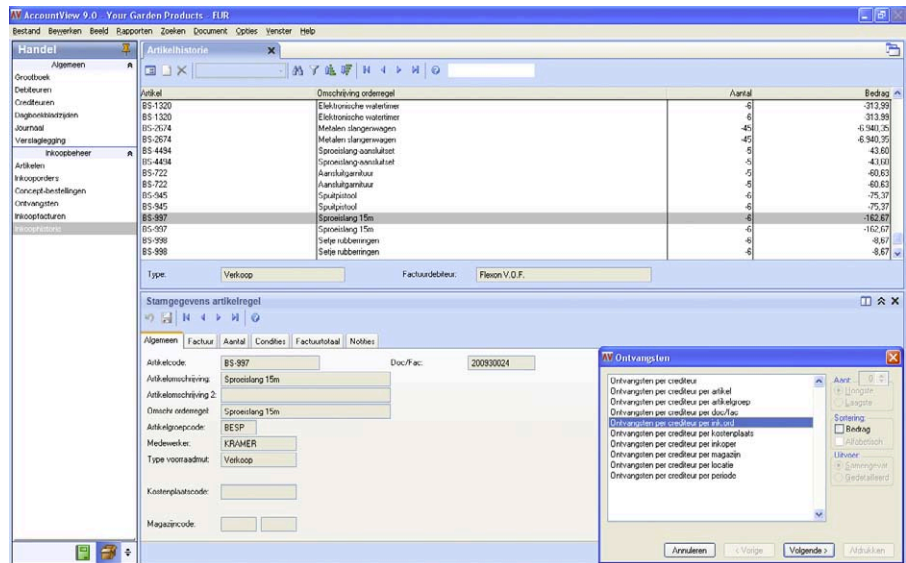 AccountView 9.0 - Your Garden Products - EUR
Bestand Bewerken Beeld Rapporten Zoeken Document Opties Venster Help
Handel
Algemeen
Grootboek
Debiteuren
Crediteuren
Dagboekbladzijden
Journaal
Verslaglegging
Inkoopbeheer
Artikelen
Inkooporders
Concept-bestellingen
Ontvangsten
Inkoopfacturen
Inkoophistorie
Artikelhistorie
Artikel Omschrijving orderregel Aantal Bedrag
BS-1320 Elektronische watertimer -6 -313,99
BS-1320 Elektronische watertimer -6 -313,99
BS-2674 Metalen slangenwagen -45 -6.940,35
BS-2674 Metalen slangenwagen -45 -6.940,35
BS-4494 Sproeislang-aansluitset -5 -43,60
BS-4494 Sproeislang-aansluitset -5 -43,60
BS-722 Aansluitgarnituur -5 -60,63
BS-722 Aansluitgarnituur -5 -60,63
BS-945 Spuitpistool -6 -75,37
BS-945 Spuitpistool -6 -75,37
BS-997 Sproeislang 15m -6 -162,67
BS-997 Sproeislang 15m -6 -162,67
BS-998 Setje rubberringen -6 -8,67
BS-998 Setje rubberringen -6 -8,67
Type: Verkoop Factuurdebiteur: Flexon V.O.F.
Stamgegevens artikelregel
Algemeen Factuur Aantal Condities Factuurtotaal Notities
Artikelcode: BS-997 Doc/Fac: 200930024
Artikelomschrijving: Sproeislang 15m
Artikelomschrijving 2:
Omschr orderregel: Sproeislang 15m
Artikelgroepcode: BESP
Medewerker: KRAMER
Type voorraadmut: Verkoop
Kostenplaatscode:
Magazijncode:
Ontvangsten
Ontvangsten per crediteur
Ontvangsten per crediteur per artikel
Ontvangsten per crediteur per artikelgroep
Ontvangsten per crediteur per doc/fac
Ontvangsten per crediteur per ink.ord
Ontvangsten per crediteur per kostenplaats
Ontvangsten per crediteur per inkoper
Ontvangsten per crediteur per magazijn
Ontvangsten per crediteur per locatie
Ontvangsten per crediteur per periode
Aant: 0
Hoogste
Laagste
Sortering:
Bedrag
Alfabetisch
Uitvoer
Samengevat
Gedetailleerd
Annuleren < Vorige Volgende > Afdrukken